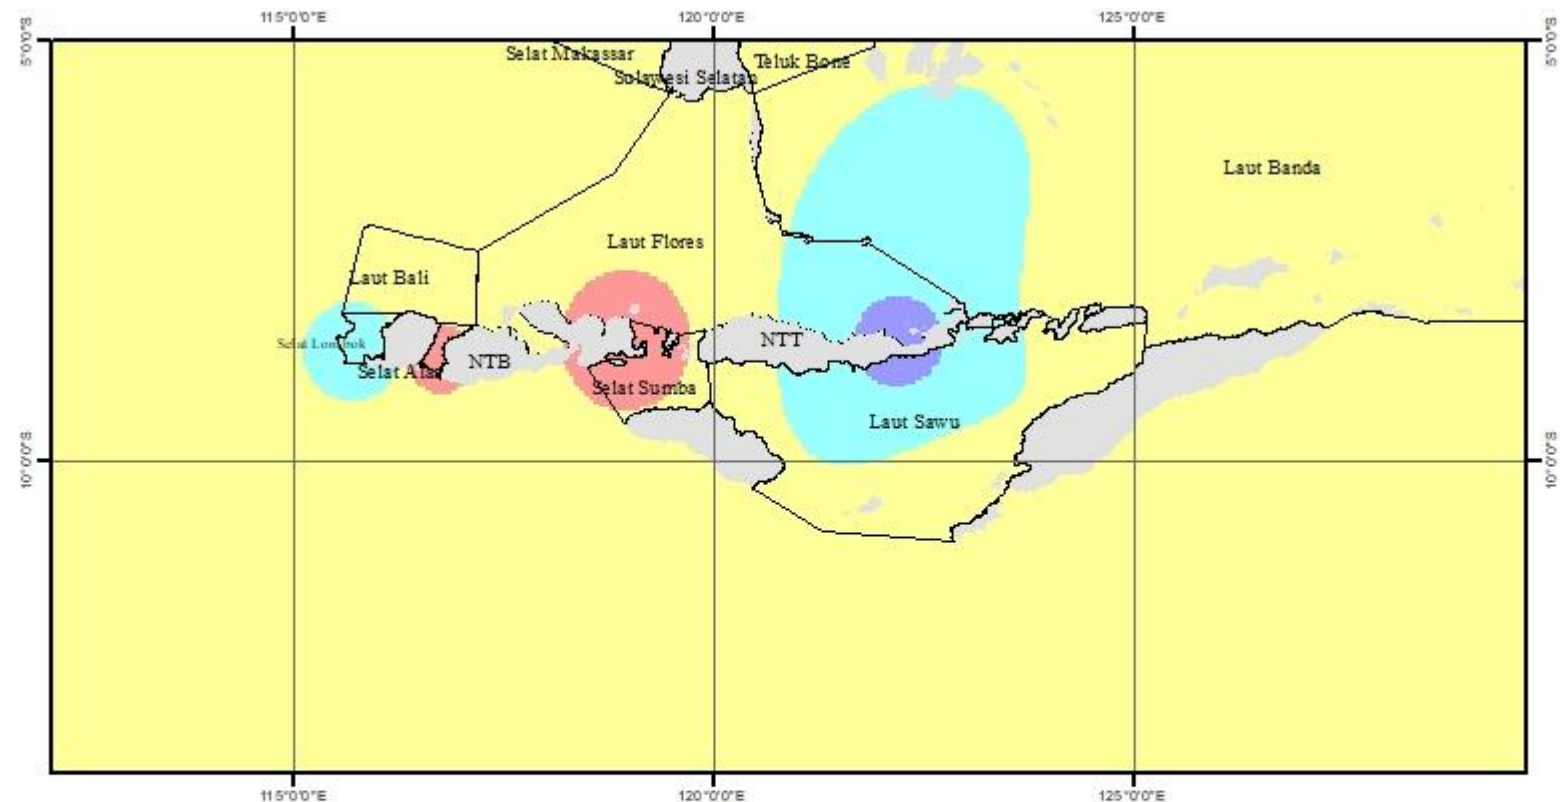 115°0'0"E
120°0'0"E
125°0'0"E
5°0'0"S
5°0'0"S
Selat Makassar
Teluk Bone
Sulawesi Selatan
Laut Banda
Laut Flores
Laut Bali
Selat Lombok
NTT
NTB
Selat Alas
Selat Sumba
Laut Sawu
10°0'0"S
10°0'0"S
115°0'0"E
120°0'0"E
125°0'0"E